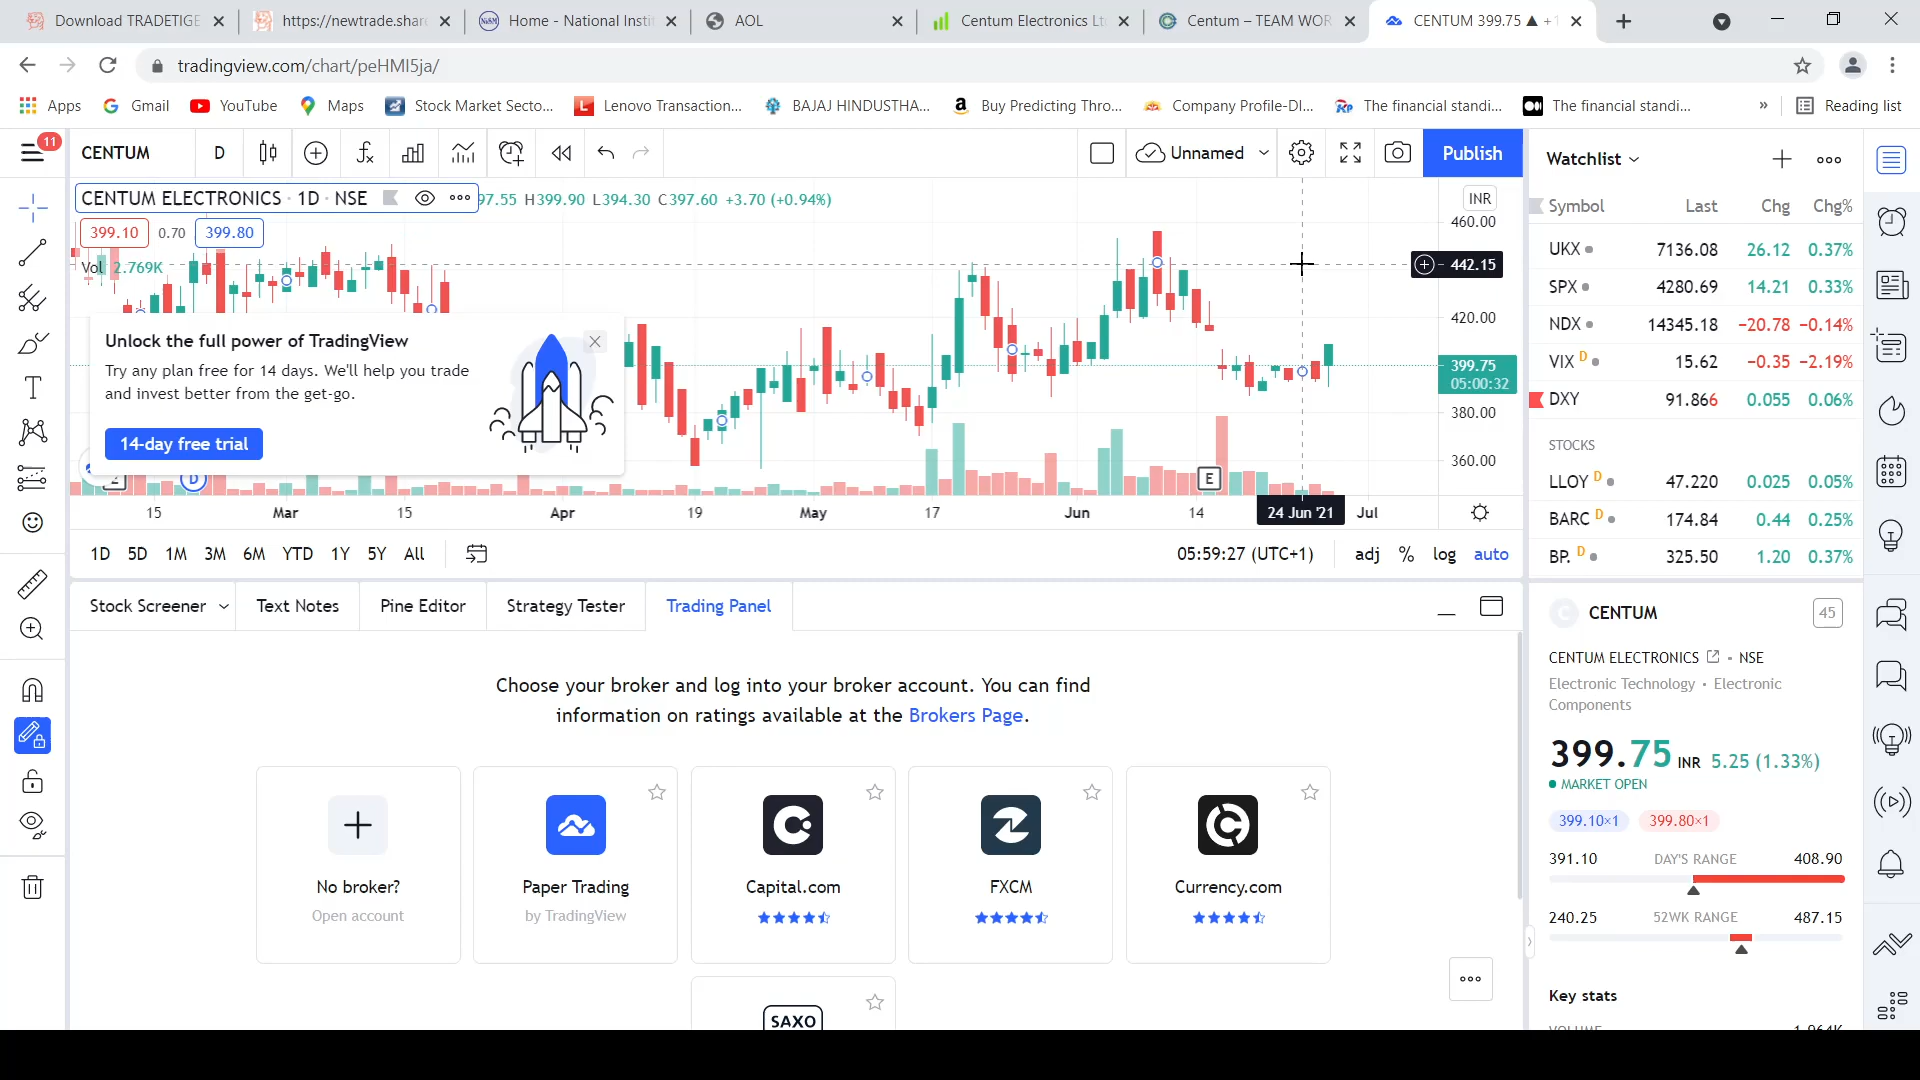 Download TRADETIGE
https://newtrade.share
Home - National Instit
AOL
Centum Electronics Lt
Centum – TEAM WOR
CENTUM 399.75 ▲ +1
tradingview.com/chart/peHMI5ja/
Apps
Gmail
YouTube
Maps
Stock Market Secto...
Lenovo Transaction...
BAJAJ HINDUSTHA...
Buy Predicting Thro...
Company Profile-DI...
The financial standi...
The financial standi...
»
Reading list
11
CENTUM
D
Unnamed
Publish
CENTUM ELECTRONICS · 1D · NSE
97.55 H399.90 L394.30 C397.60 +3.70 (+0.94%)
INR
399.10
0.70
399.80
Vol 2.769K
460.00
442.15
420.00
399.75
05:00:32
380.00
360.00
Unlock the full power of TradingView
Try any plan free for 14 days. We'll help you trade
and invest better from the get-go.
14-day free trial
D
E
15
Mar
15
Apr
19
May
17
Jun
14
24 Jun '21
Jul
1D 5D 1M 3M 6M YTD 1Y 5Y All
05:59:27 (UTC+1)
adj % log auto
Stock Screener
Text Notes
Pine Editor
Strategy Tester
Trading Panel
Choose your broker and log into your broker account. You can find
information on ratings available at the Brokers Page.
No broker?
Open account
Paper Trading
by TradingView
Capital.com
FXCM
Currency.com
SAXO
Watchlist
Symbol Last Chg Chg%
UKX 7136.08 26.12 0.37%
SPX 4280.69 14.21 0.33%
NDX 14345.18 −20.78 −0.14%
VIX D 15.62 −0.35 −2.19%
DXY 91.866 0.055 0.06%
STOCKS
LLOY D 47.220 0.025 0.05%
BARC D 174.84 0.44 0.25%
BP. D 325.50 1.20 0.37%
CENTUM
45
CENTUM ELECTRONICS • NSE
Electronic Technology • Electronic
Components
399.75 INR 5.25 (1.33%)
MARKET OPEN
399.10×1
399.80×1
391.10 DAY'S RANGE 408.90
240.25 52WK RANGE 487.15
Key stats
VOLUME 1.964K